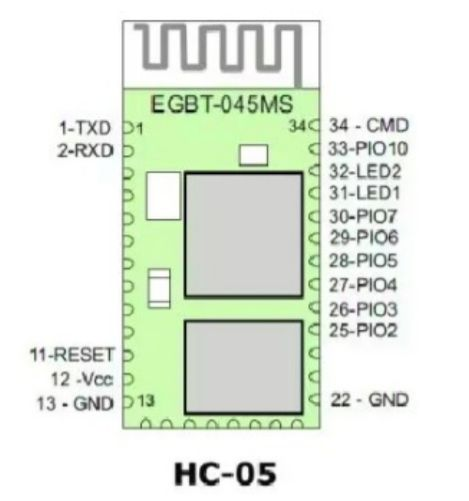 EGBT-045MS
1-TXD
1
34
34 - CMD
2-RXD
33-PIO10
32-LED2
31-LED1
30-PIO7
29-PIO6
28-PIO5
27-PIO4
26-PIO3
25-PIO2
11-RESET
12 -Vcc
13 - GND
13
22 - GND
HC-05